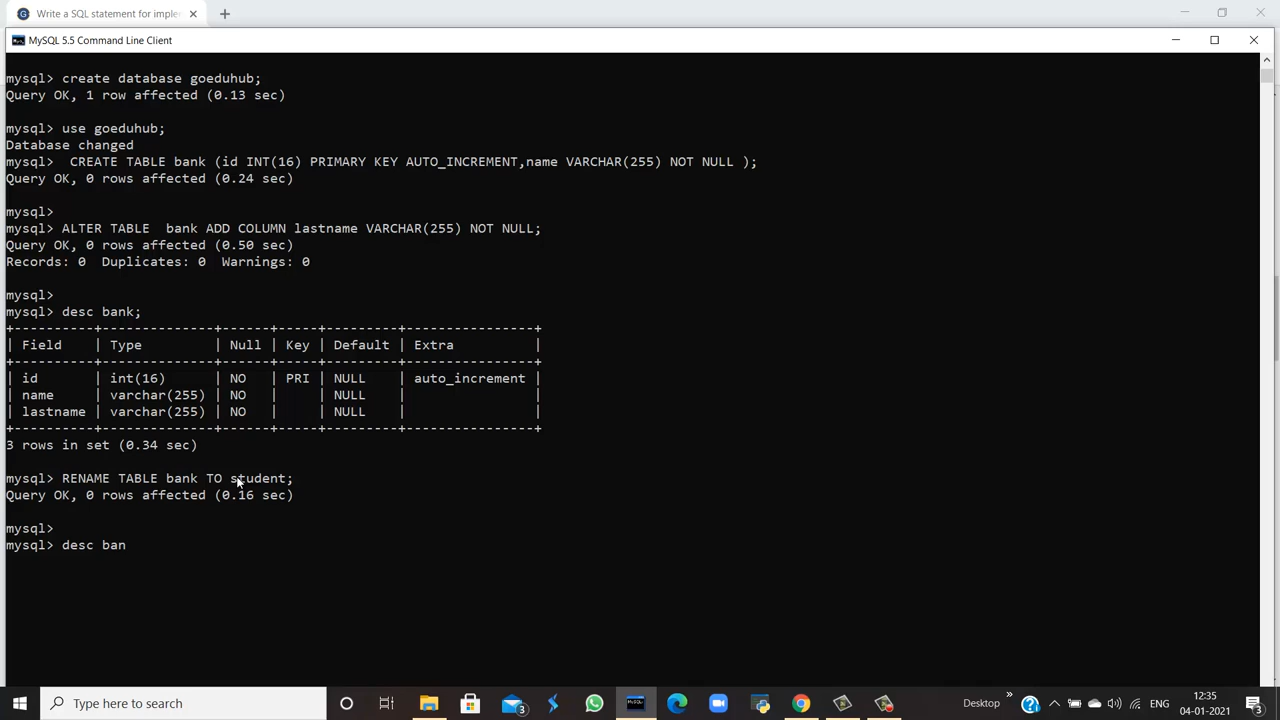 Write a SQL statement for implem
MySQL 5.5 Command Line Client
mysql> create database goeduhub;
Query OK, 1 row affected (0.13 sec)
mysql> use goeduhub;
Database changed
mysql>  CREATE TABLE bank (id INT(16) PRIMARY KEY AUTO_INCREMENT,name VARCHAR(255) NOT NULL );
Query OK, 0 rows affected (0.24 sec)
mysql>
mysql> ALTER TABLE  bank ADD COLUMN lastname VARCHAR(255) NOT NULL;
Query OK, 0 rows affected (0.50 sec)
Records: 0  Duplicates: 0  Warnings: 0
mysql>
mysql> desc bank;
+----------+--------------+------+-----+---------+----------------+
| Field    | Type         | Null | Key | Default | Extra          |
+----------+--------------+------+-----+---------+----------------+
| id       | int(16)      | NO   | PRI | NULL    | auto_increment |
| name     | varchar(255) | NO   |     | NULL    |                |
| lastname | varchar(255) | NO   |     | NULL    |                |
+----------+--------------+------+-----+---------+----------------+
3 rows in set (0.34 sec)
mysql> RENAME TABLE bank TO student;
Query OK, 0 rows affected (0.16 sec)
mysql>
mysql> desc ban
Type here to search
3
MySQL
Desktop
»
ENG
12:35
04-01-2021
3